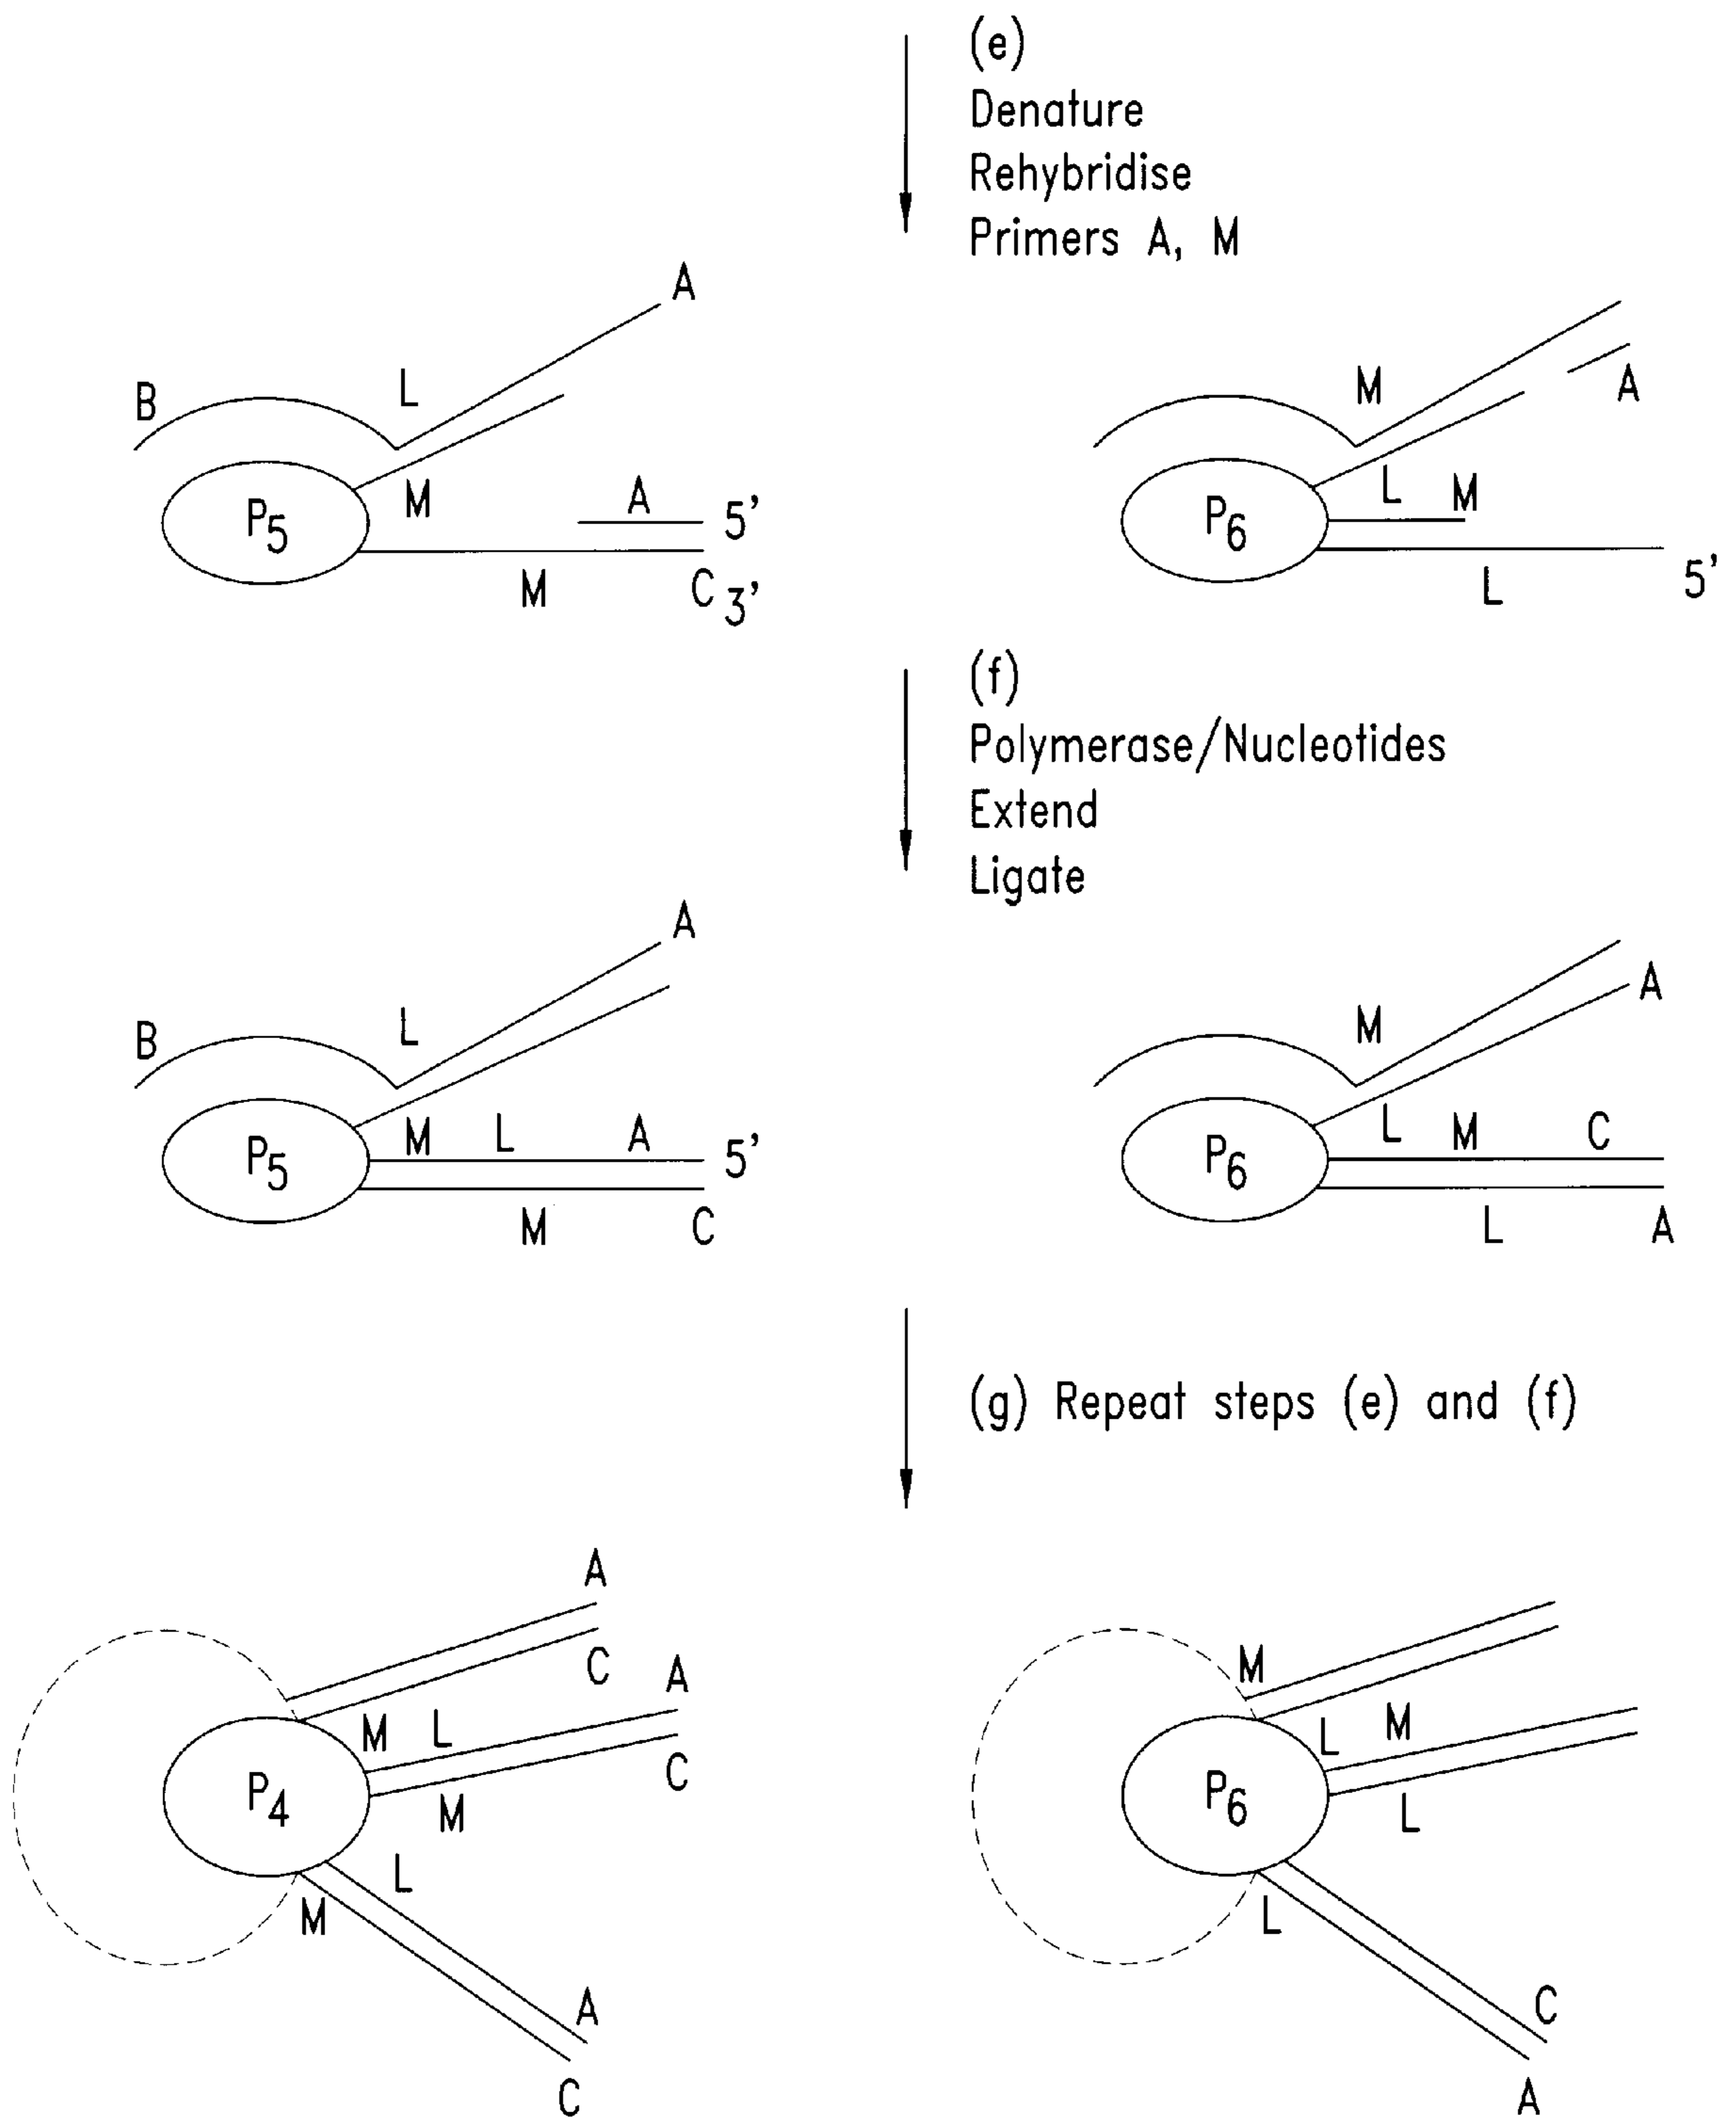 (e)
Denature
Rehybridise
Primers A, M
A
B L
P5 M A 5'
M C 3'
M A
P6 L M
L 5'
(f)
Polymerase/Nucleotides
Extend
Ligate
A
B L
P5 M L A 5'
M C
M A
P6 L M C
L A
(g) Repeat steps (e) and (f)
A
C A
M L
P4 M C
L
M
A
C
M
L M
P6 L
L
C
A